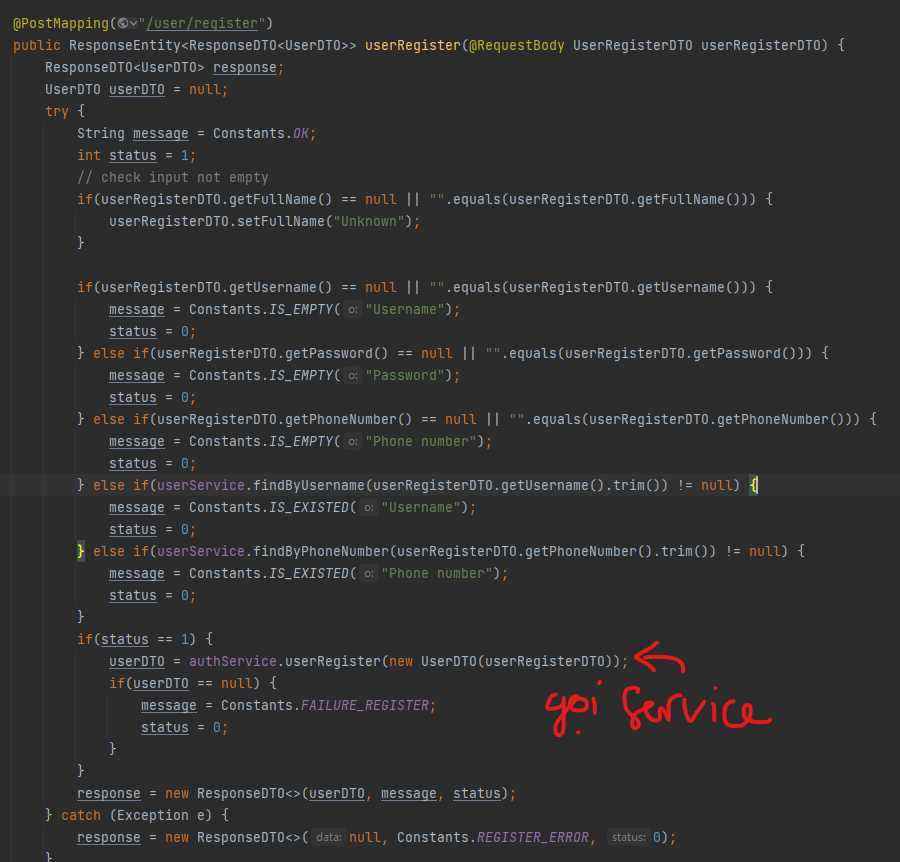 @PostMapping("/user/register")
public ResponseEntity<ResponseDTO<UserDTO>> userRegister(@RequestBody UserRegisterDTO userRegisterDTO) {
    ResponseDTO<UserDTO> response;
    UserDTO userDTO = null;
    try {
        String message = Constants.OK;
        int status = 1;
        // check input not empty
        if(userRegisterDTO.getFullName() == null || "".equals(userRegisterDTO.getFullName())) {
            userRegisterDTO.setFullName("Unknown");
        }
        if(userRegisterDTO.getUsername() == null || "".equals(userRegisterDTO.getUsername())) {
            message = Constants.IS_EMPTY( o: "Username");
            status = 0;
        } else if(userRegisterDTO.getPassword() == null || "".equals(userRegisterDTO.getPassword())) {
            message = Constants.IS_EMPTY( o: "Password");
            status = 0;
        } else if(userRegisterDTO.getPhoneNumber() == null || "".equals(userRegisterDTO.getPhoneNumber())) {
            message = Constants.IS_EMPTY( o: "Phone number");
            status = 0;
        } else if(userService.findByUsername(userRegisterDTO.getUsername().trim()) != null) {
            message = Constants.IS_EXISTED( o: "Username");
            status = 0;
        } else if(userService.findByPhoneNumber(userRegisterDTO.getPhoneNumber().trim()) != null) {
            message = Constants.IS_EXISTED( o: "Phone number");
            status = 0;
        }
        if(status == 1) {
            userDTO = authService.userRegister(new UserDTO(userRegisterDTO));
            if(userDTO == null) {
                message = Constants.FAILURE_REGISTER;
                status = 0;
            }
gọi service
        }
        response = new ResponseDTO<>(userDTO, message, status);
    } catch (Exception e) {
        response = new ResponseDTO<>( data: null, Constants.REGISTER_ERROR, status: 0);
    }